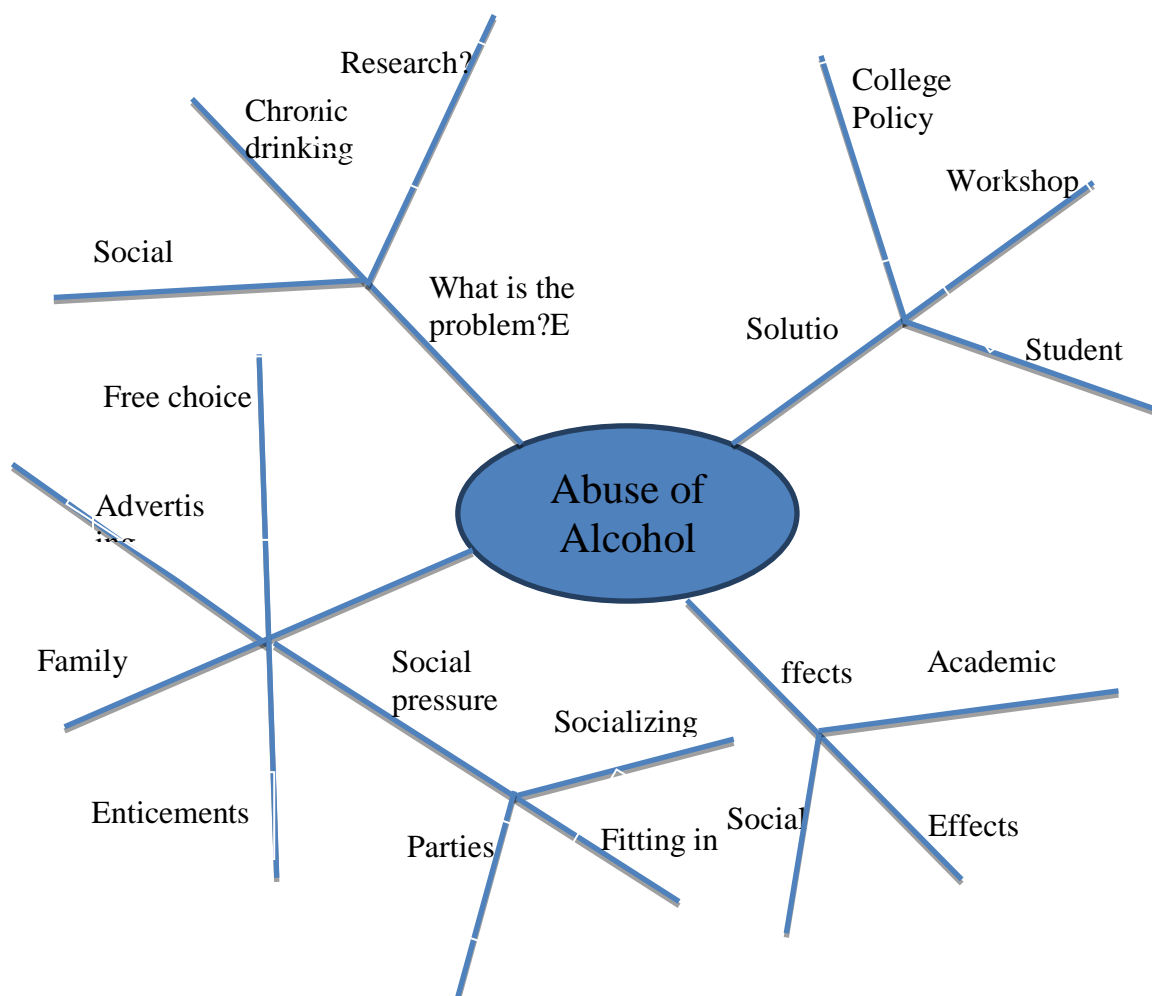 Research?
Chronic
drinking
Social
What is the
problem?E
College
Policy
Workshop
Solutio
Student
Abuse of
Alcohol
Free choice
Advertis
ing
Family
Enticements
Social
pressure
Socializing
Parties
Fitting in
ffects
Academic
Social
Effects